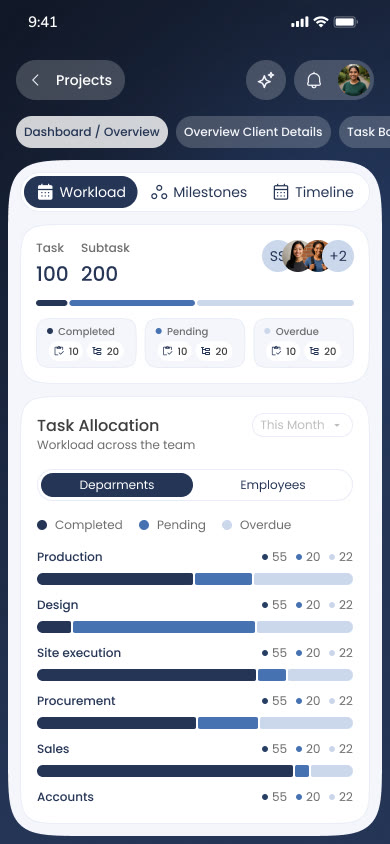 9:41
Projects
Dashboard / Overview Overview Client Details Task Bo
Workload Milestones Timeline
Task Subtask
100 200
SS +2
Completed Pending Overdue
10 20 10 20 10 20
Task Allocation
This Month
Workload across the team
Deparments Employees
Completed Pending Overdue
Production 55 20 22
Design 55 20 22
Site execution 55 20 22
Procurement 55 20 22
Sales 55 20 22
Accounts 55 20 22